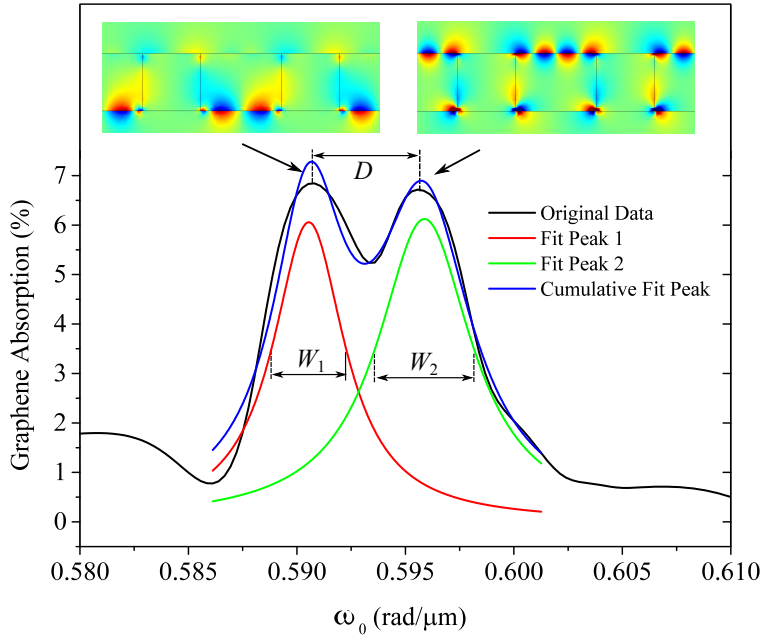 D
7
6
5
4
3
2
1
0
Graphene Absorption (%)
Original Data
Fit Peak 1
Fit Peak 2
Cumulative Fit Peak
W₁
W₂
0.580 0.585 0.590 0.595 0.600 0.605 0.610
ω₀ (rad/μm)